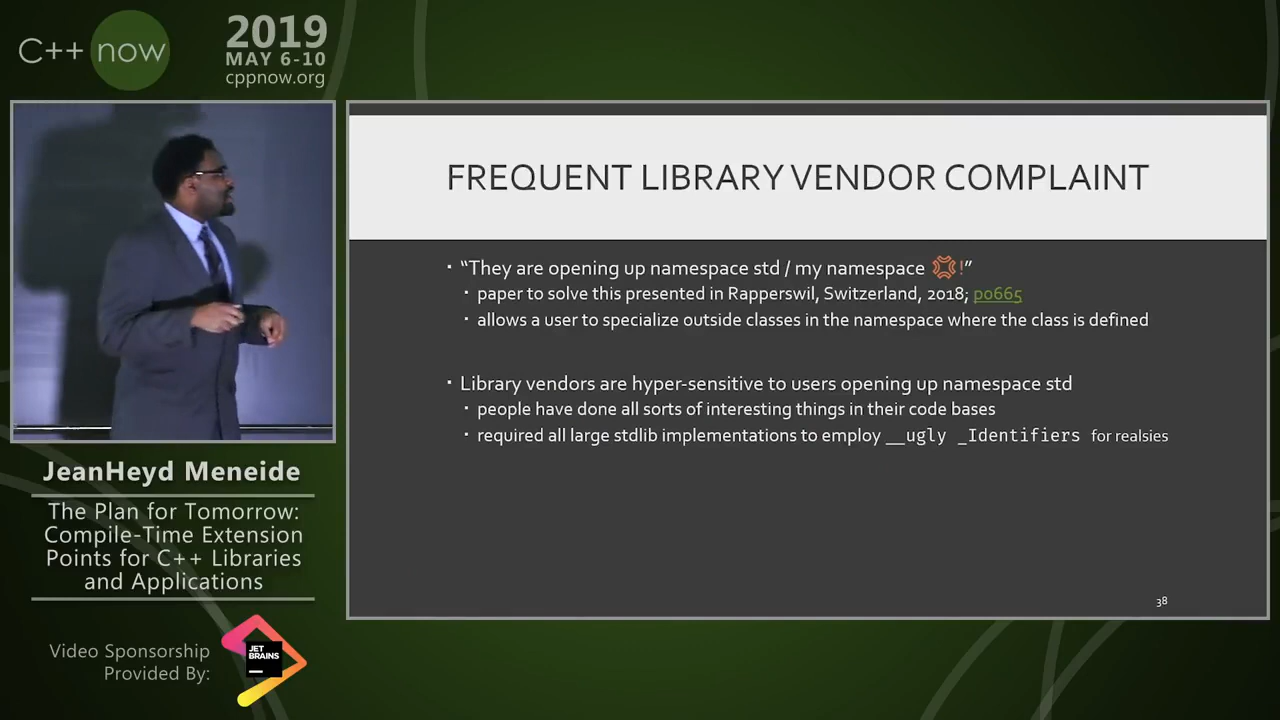 C++ now
2019
MAY 6-10
cppnow.org
FREQUENT LIBRARY VENDOR COMPLAINT
▪ “They are opening up namespace std / my namespace 💢!”
▪ paper to solve this presented in Rapperswil, Switzerland, 2018; p0665
▪ allows a user to specialize outside classes in the namespace where the class is defined
▪ Library vendors are hyper-sensitive to users opening up namespace std
▪ people have done all sorts of interesting things in their code bases
▪ required all large stdlib implementations to employ __ugly _Identifiers for realsies
38
JeanHeyd Meneide
The Plan for Tomorrow:
Compile-Time Extension
Points for C++ Libraries
and Applications
Video Sponsorship
Provided By:
JET
BRAINS